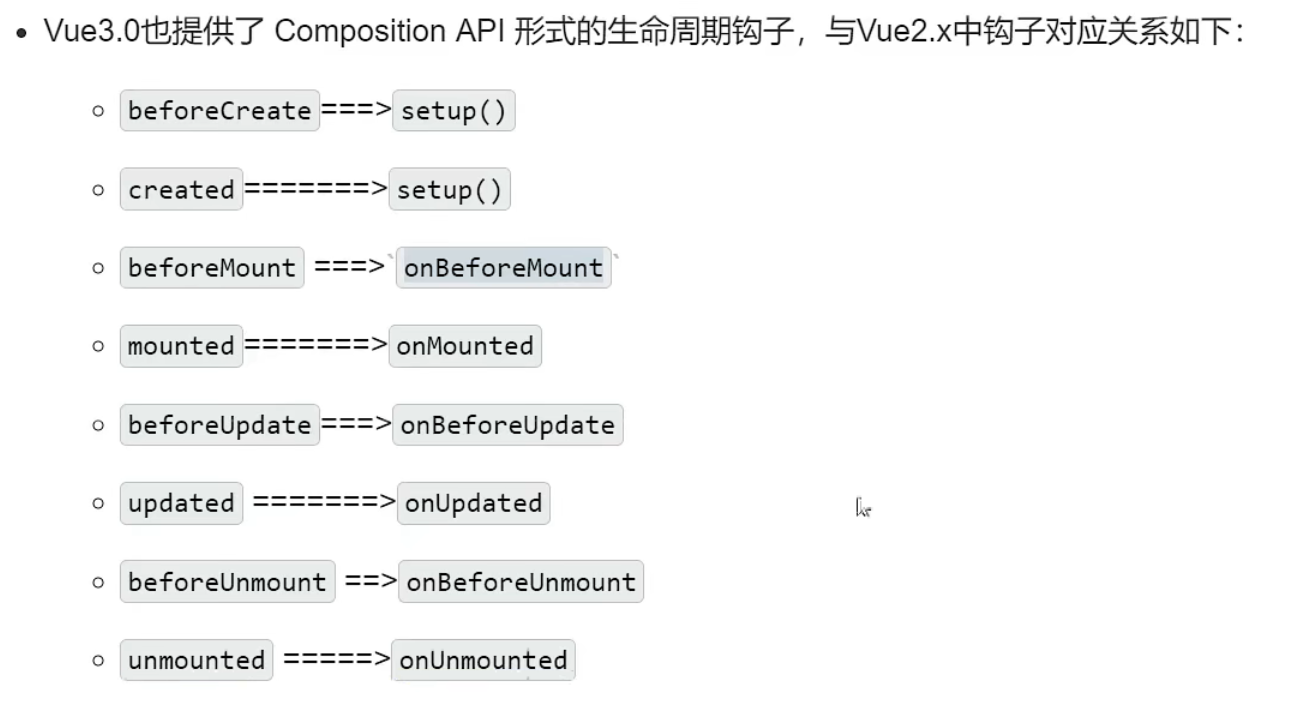 Vue3.0也提供了 Composition API 形式的生命周期钩子，与Vue2.x中钩子对应关系如下：
beforeCreate===>setup()
created=======>setup()
beforeMount ===>`onBeforeMount`
mounted=======>onMounted
beforeUpdate===>onBeforeUpdate
updated =======>onUpdated
beforeUnmount ==>onBeforeUnmount
unmounted =====>onUnmounted